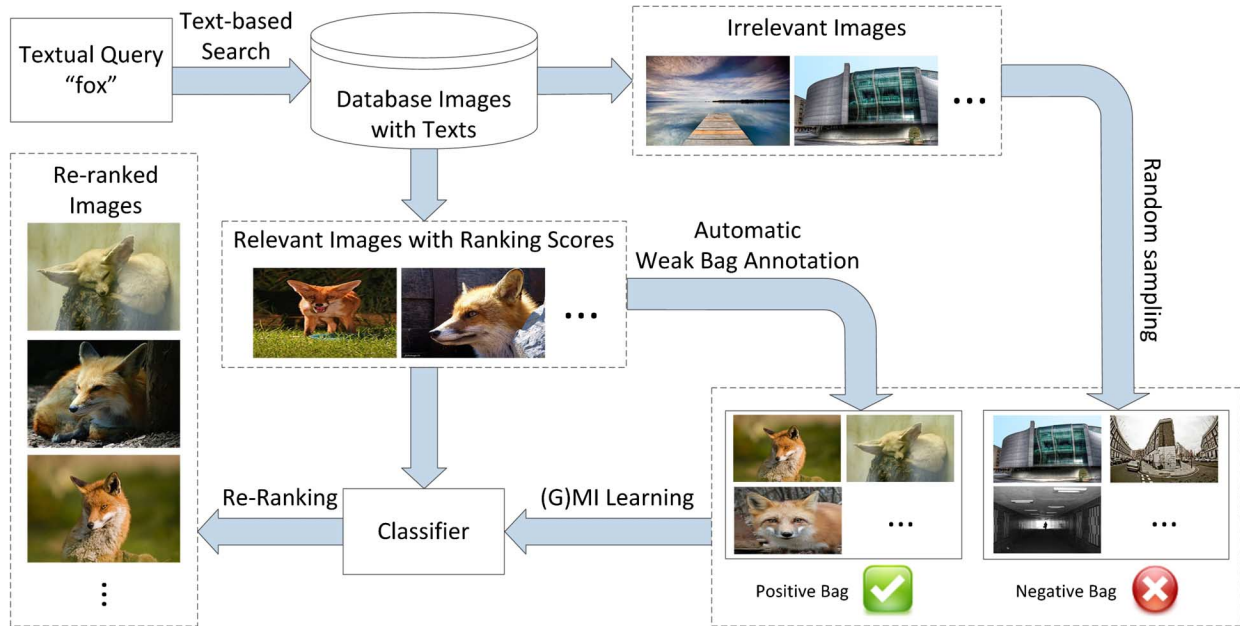 Textual Query
“fox”
Text-based
Search
Database Images
with Texts
Irrelevant Images
...
Random sampling
Re-ranked
Images
Relevant Images with Ranking Scores
...
Automatic
Weak Bag Annotation
Re-Ranking
Classifier
(G)MI Learning
...
...
Positive Bag
Negative Bag
...